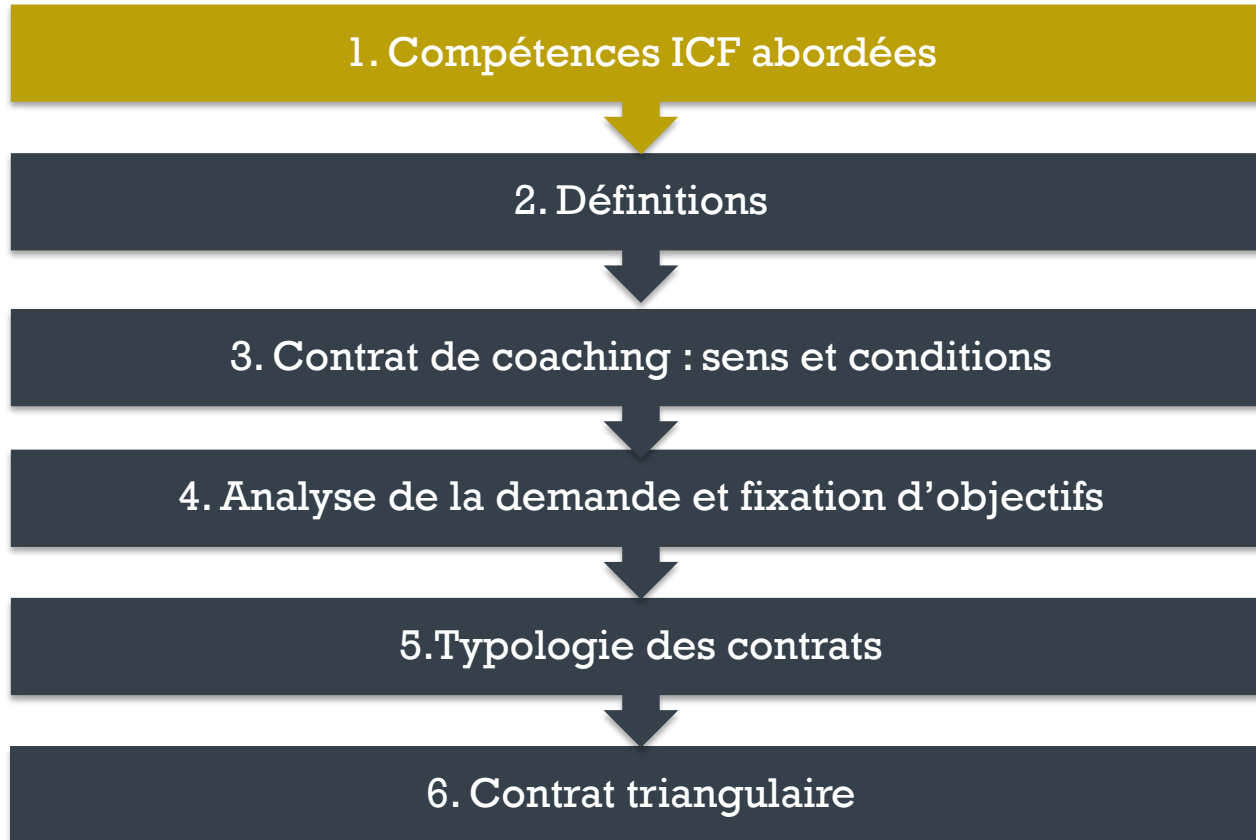 1. Compétences ICF abordées
2. Définitions
3. Contrat de coaching : sens et conditions
4. Analyse de la demande et fixation d’objectifs
5.Typologie des contrats
6. Contrat triangulaire